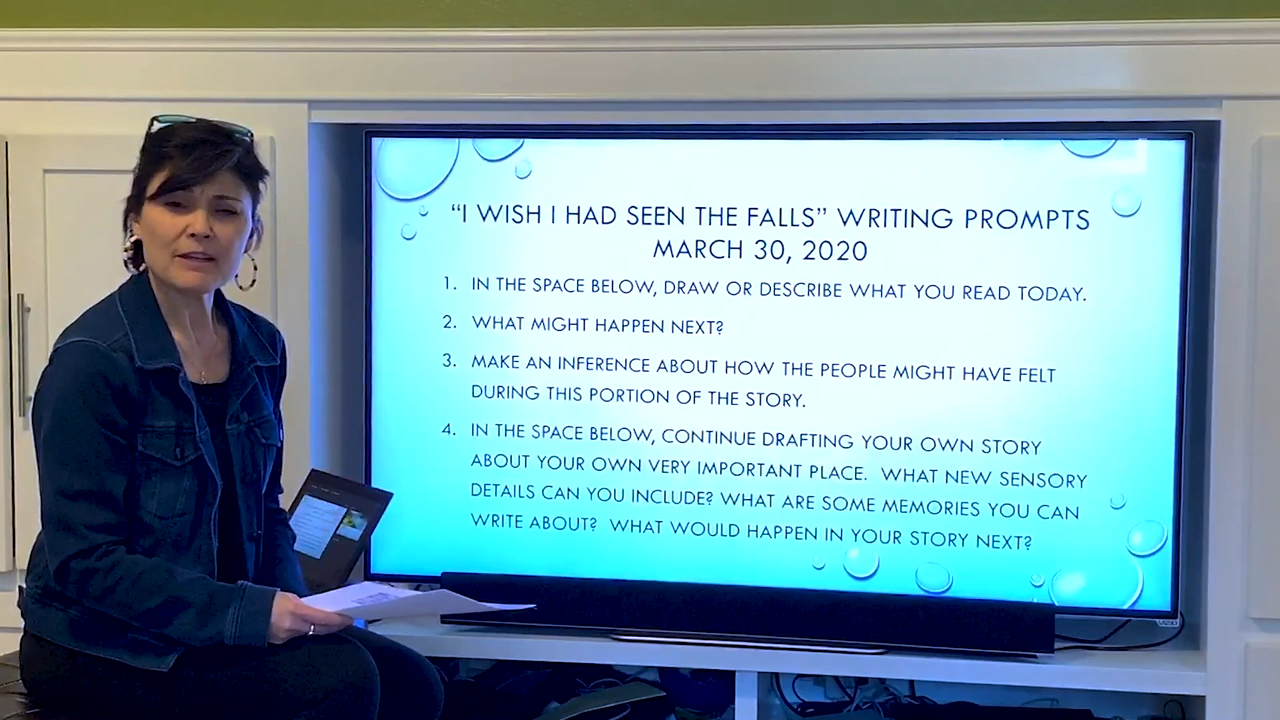 “I WISH I HAD SEEN THE FALLS” WRITING PROMPTS
MARCH 30, 2020
1. IN THE SPACE BELOW, DRAW OR DESCRIBE WHAT YOU READ TODAY.
2. WHAT MIGHT HAPPEN NEXT?
3. MAKE AN INFERENCE ABOUT HOW THE PEOPLE MIGHT HAVE FELT
DURING THIS PORTION OF THE STORY.
4. IN THE SPACE BELOW, CONTINUE DRAFTING YOUR OWN STORY
ABOUT YOUR OWN VERY IMPORTANT PLACE. WHAT NEW SENSORY
DETAILS CAN YOU INCLUDE? WHAT ARE SOME MEMORIES YOU CAN
WRITE ABOUT? WHAT WOULD HAPPEN IN YOUR STORY NEXT?
VIZIO